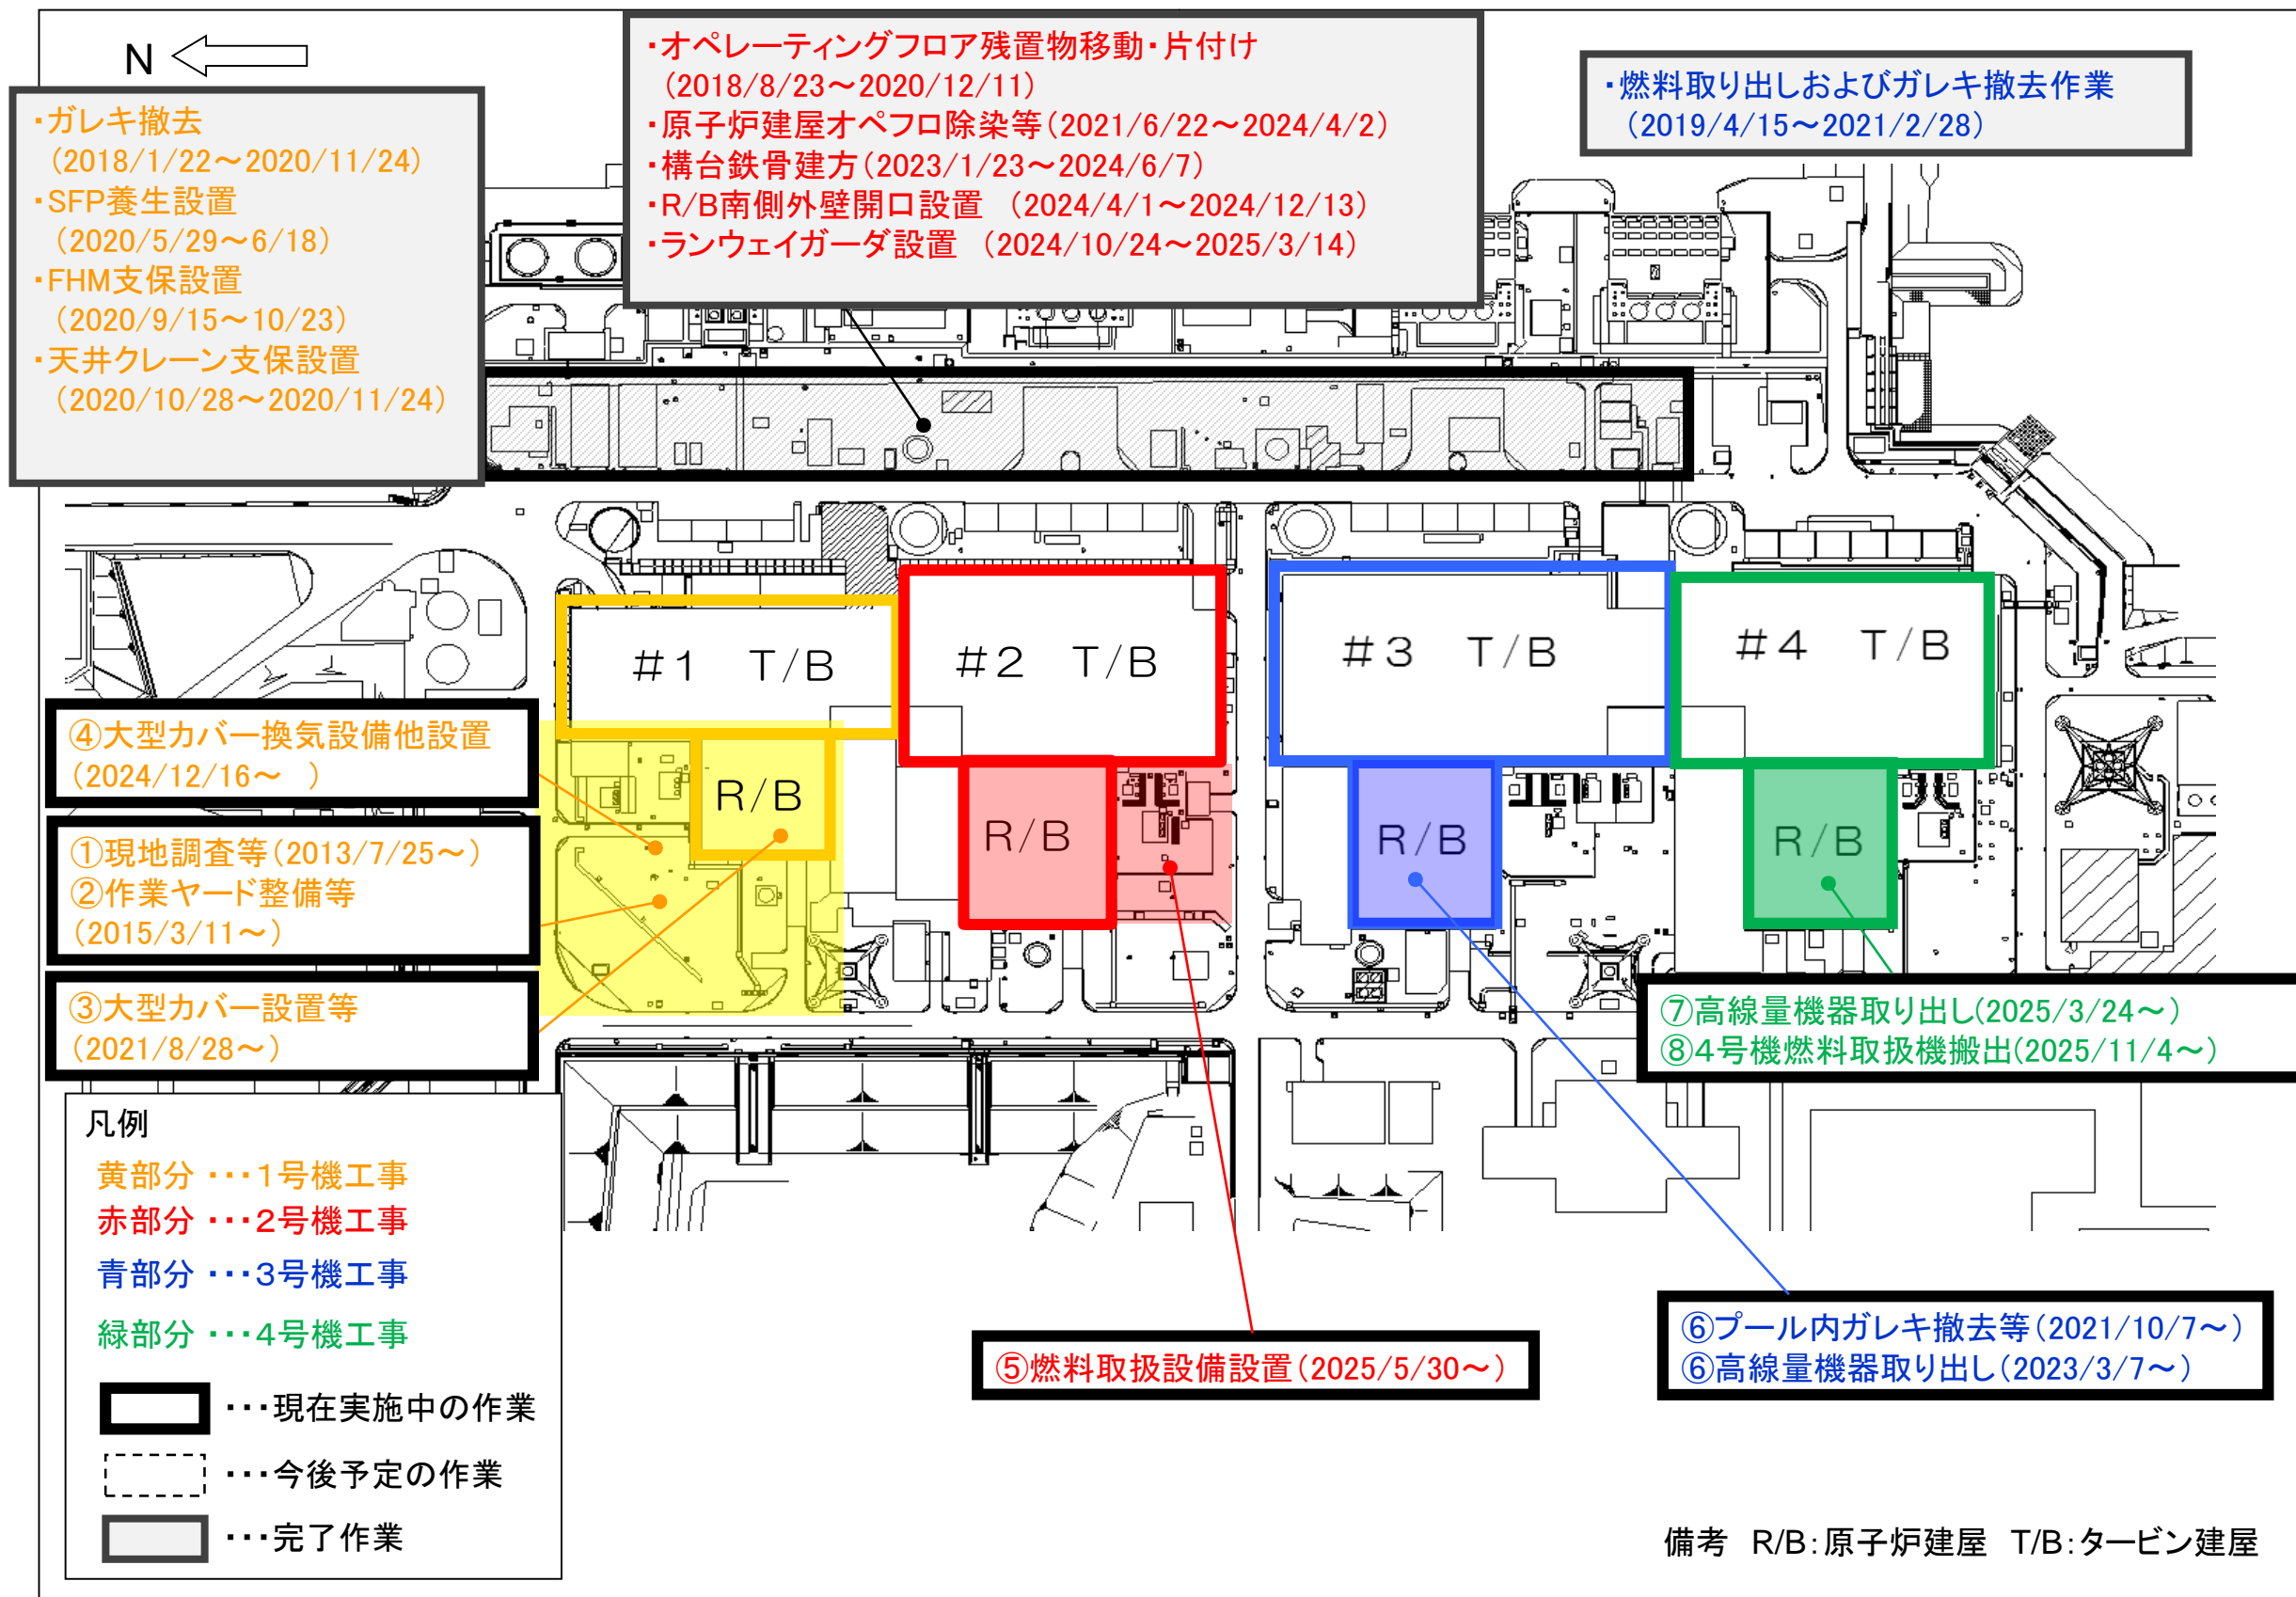 N
・ガレキ撤去
(2018/1/22～2020/11/24)
・SFP養生設置
(2020/5/29～6/18)
・FHM支保設置
(2020/9/15～10/23)
・天井クレーン支保設置
(2020/10/28～2020/11/24)
・オペレーティングフロア残置物移動・片付け
(2018/8/23～2020/12/11)
・原子炉建屋オペフロ除染等(2021/6/22～2024/4/2)
・構台鉄骨建方(2023/1/23～2024/6/7)
・R/B南側外壁開口設置 (2024/4/1～2024/12/13)
・ランウェイガーダ設置 (2024/10/24～2025/3/14)
・燃料取り出しおよびガレキ撤去作業
(2019/4/15～2021/2/28)
＃1 T/B
＃2 T/B
＃3 T/B
＃4 T/B
R/B
R/B
R/B
R/B
④大型カバー換気設備他設置
(2024/12/16～ )
①現地調査等(2013/7/25～)
②作業ヤード整備等
(2015/3/11～)
③大型カバー設置等
(2021/8/28～)
⑦高線量機器取り出し(2025/3/24～)
⑧4号機燃料取扱機搬出(2025/11/4～)
⑤燃料取扱設備設置(2025/5/30～)
⑥プール内ガレキ撤去等(2021/10/7～)
⑥高線量機器取り出し(2023/3/7～)
凡例
黄部分 ・・・1号機工事
赤部分 ・・・2号機工事
青部分 ・・・3号機工事
緑部分 ・・・4号機工事
・・・現在実施中の作業
・・・今後予定の作業
・・・完了作業
備考 R/B:原子炉建屋 T/B:タービン建屋